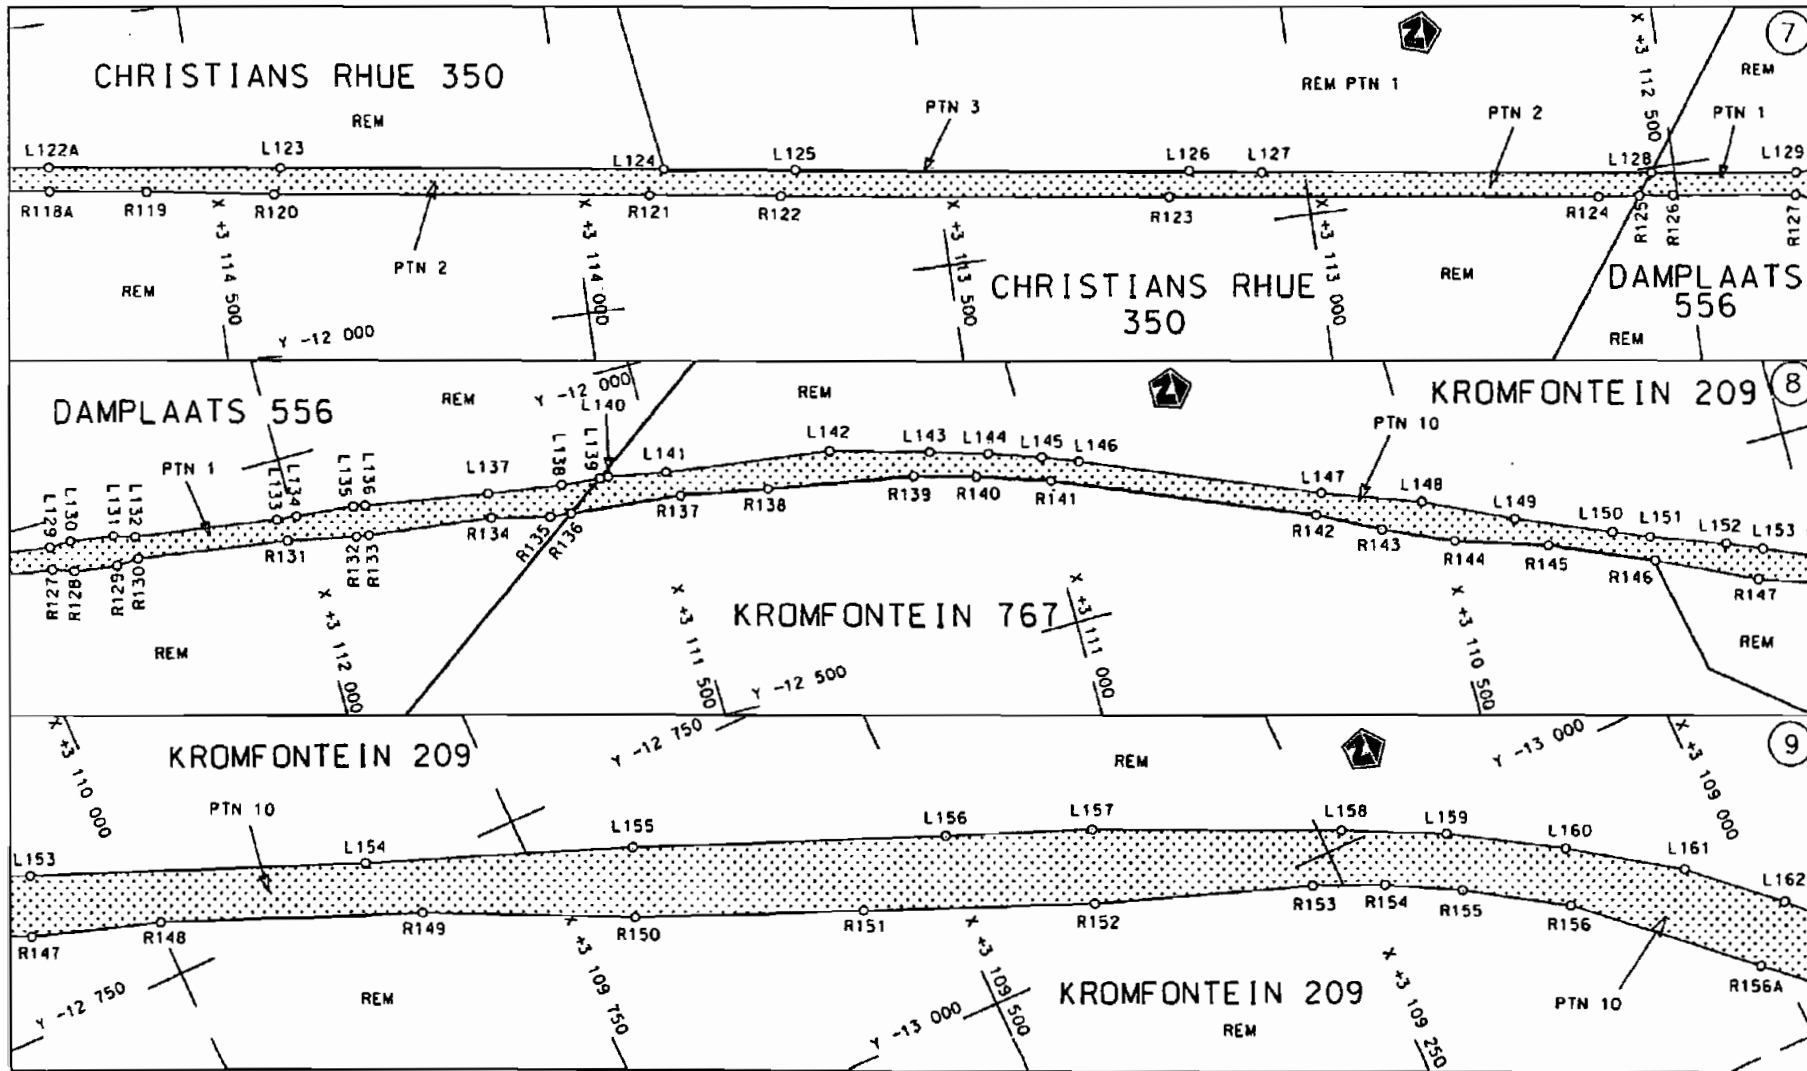 7
CHRISTIANS RHUE 350
REM
PTN 3
REM PTN 1
PTN 2
X +3 112 500
REM
PTN 1
L122A
L123
L124
L125
L126
L127
L128
L129
R118A
R119
R120
R121
R122
R123
R124
R125
R126
R127
REM
X +3 114 500
PTN 2
X +3 114 000
X +3 113 500
CHRISTIANS RHUE
350
X +3 113 000
REM
DAMPLAATS
556
REM
Y -12 000
8
DAMPLAATS 556
REM
Y -12 000
REM
KROMFONTEIN 209
PTN 1
PTN 10
L129
L130
L131
L132
L133
L134
L135
L136
L137
L138
L139
L140
L141
L142
L143
L144
L145
L146
L147
L148
L149
L150
L151
L152
L153
R127
R128
R129
R130
R131
R132
R133
R134
R135
R136
R137
R138
R139
R140
R141
R142
R143
R144
R145
R146
R147
REM
X +3 112 000
X +3 111 500
KROMFONTEIN 767
X +3 111 000
X +3 110 500
REM
Y -12 500
9
X +3 110 000
KROMFONTEIN 209
Y -12 750
REM
Y -13 000
X +3 109 000
PTN 10
L153
L154
L155
L156
L157
L158
L159
L160
L161
L162
R147
R148
R149
R150
R151
R152
R153
R154
R155
R156
R156A
Y -12 750
REM
X +3 109 750
Y -13 000
X +3 109 500
KROMFONTEIN 209
REM
X +3 109 250
PTN 10